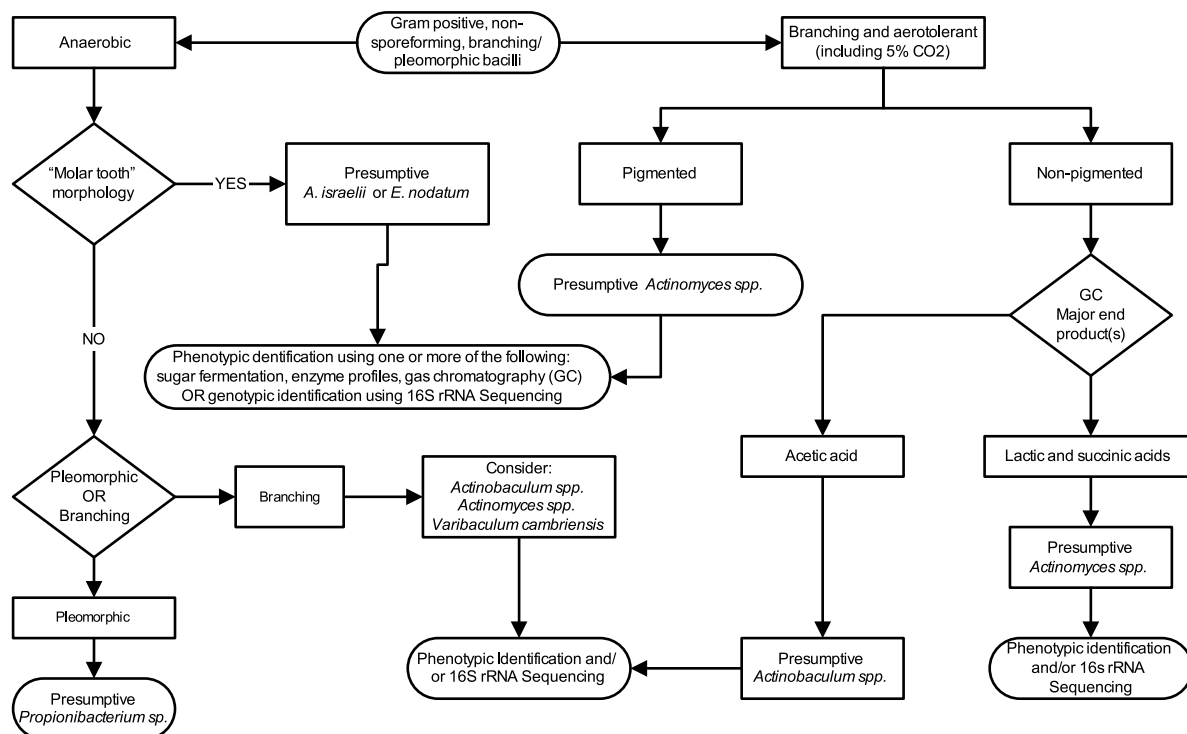 Anaerobic
Gram positive, non-
sporeforming, branching/
pleomorphic bacilli
Branching and aerotolerant
(including 5% CO2)
“Molar tooth”
morphology
YES
Presumptive
A. israelii or E. nodatum
Pigmented
Non-pigmented
Presumptive Actinomyces spp.
GC
Major end
product(s)
NO
Phenotypic dentification using one or more of the following:
sugar fermentation, enzyme profiles, gas chromatography (GC)
OR genotypic identification using 16S rRNA Sequencing
Acetic acid
Lactic and succinic acids
Pleomorphic
OR
Branching
Branching
Consider:
Actinobaculum spp.
Actinomyces spp.
Varibaculum cambriensis
Presumptive
Actinomyces spp.
Pleomorphic
Phenotypic Identification and/
or 16S rRNA Sequencing
Presumptive
Actinobaculum spp.
Phenotypic identification
and/or 16s rRNA
Sequencing
Presumptive
Propionibacterium sp.